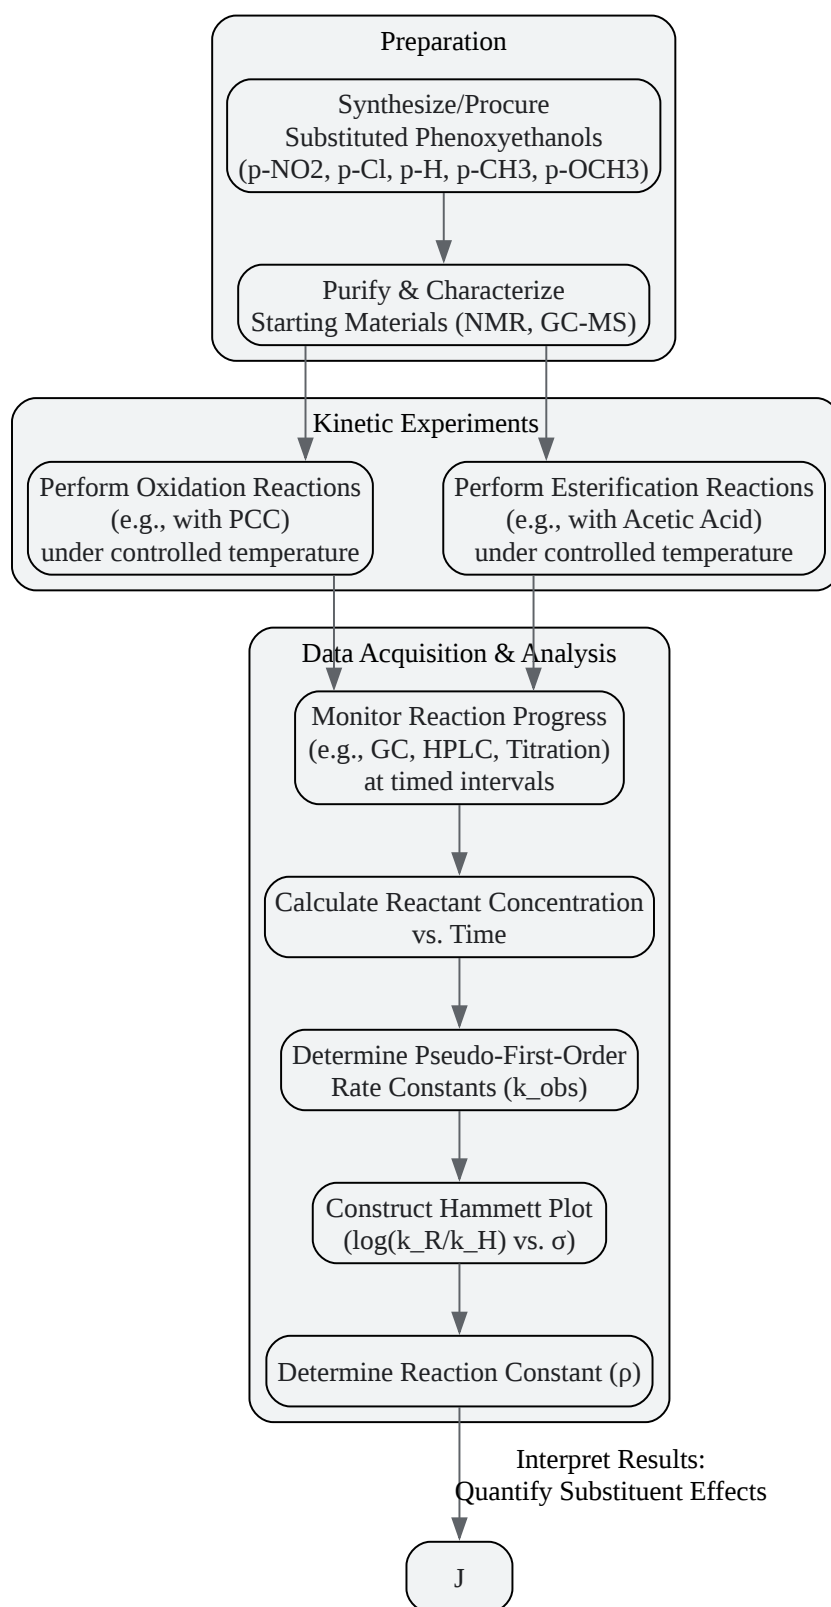 Preparation
Synthesize/Procure
Substituted Phenoxyethanols
(p-NO2, p-Cl, p-H, p-CH3, p-OCH3)
Purify & Characterize
Starting Materials (NMR, GC-MS)
Kinetic Experiments
Perform Oxidation Reactions
(e.g., with PCC)
under controlled temperature
Perform Esterification Reactions
(e.g., with Acetic Acid)
under controlled temperature
Data Acquisition & Analysis
Monitor Reaction Progress
(e.g., GC, HPLC, Titration)
at timed intervals
Calculate Reactant Concentration
vs. Time
Determine Pseudo-First-Order
Rate Constants (k_obs)
Construct Hammett Plot
(log(k_R/k_H) vs. σ)
Determine Reaction Constant (ρ)
Interpret Results:
Quantify Substituent Effects
J